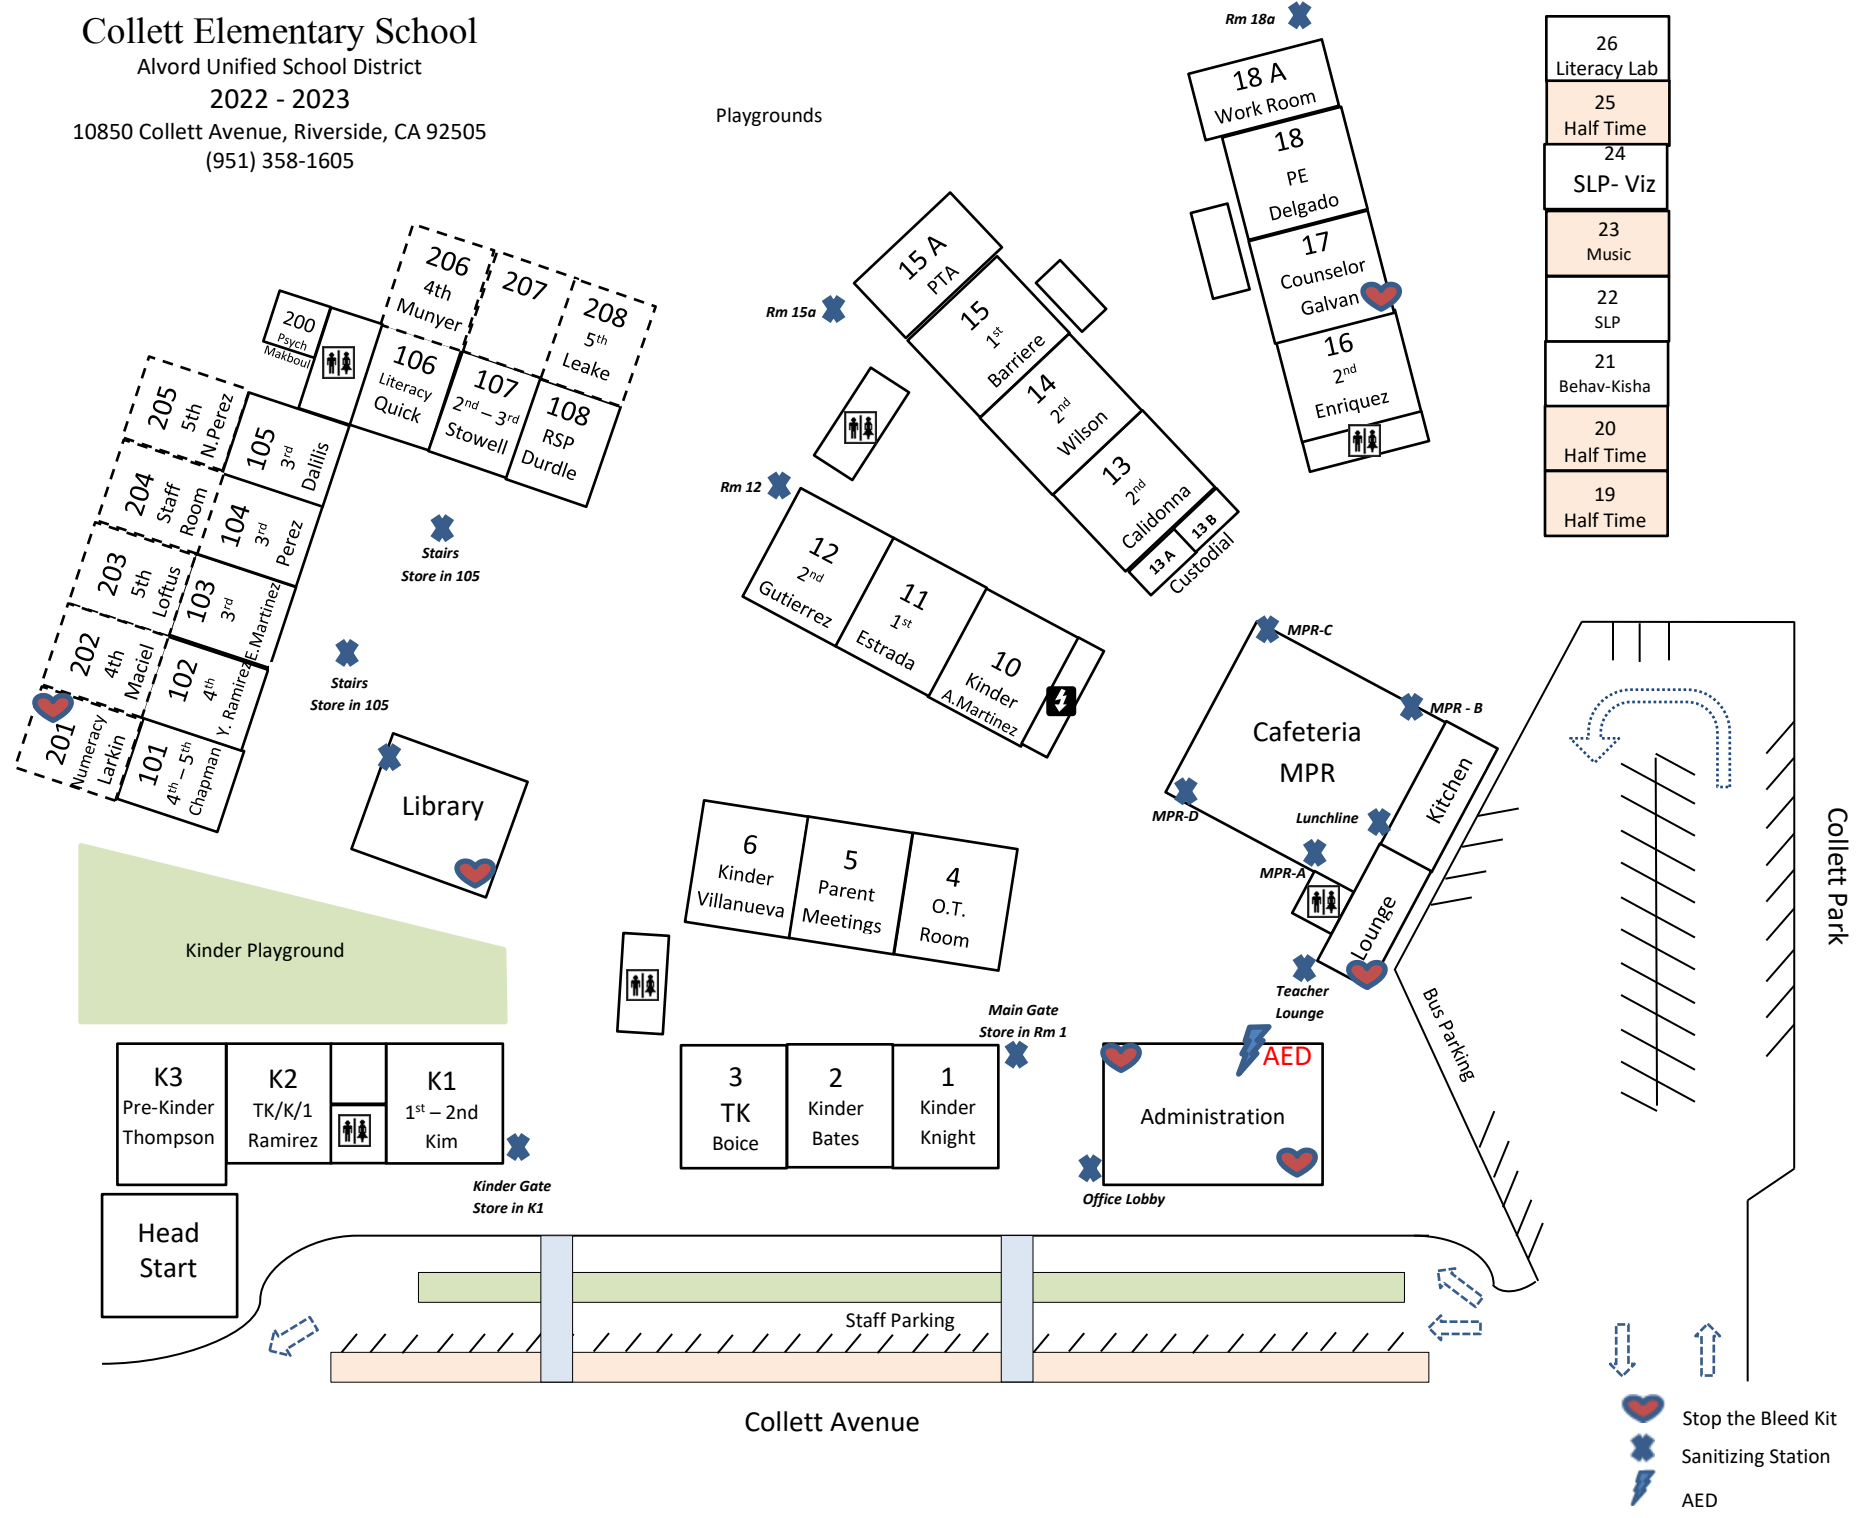 Collett Elementary School
Alvord Unified School District
2022 - 2023
10850 Collett Avenue, Riverside, CA 92505
(951) 358-1605
Playgrounds
Rm 18a
18 A
Work Room
18
PE
Delgado
17
Counselor
Galvan
16
2nd
Enriquez
26
Literacy Lab
25
Half Time
24
SLP- Viz
23
Music
22
SLP
21
Behav-Kisha
20
Half Time
19
Half Time
15 A
PTA
Rm 15a
15
1st
Barriere
14
2nd
Wilson
13
2nd
Calidonna
13 A
13 B
Custodial
206
4th
Munyer
207
208
5th
Leake
200
Psych
Makboul
106
Literacy
Quick
107
2nd – 3rd
Stowell
108
RSP
Durdle
205
5th
N.Perez
105
3rd
Dalilis
204
Staff
Room
104
3rd
Perez
203
5th
Loftus
103
3rd
E.Martinez
202
4th
Maciel
102
4th
Y. Ramirez
201
Numeracy
Larkin
101
4th – 5th
Chapman
Stairs
Store in 105
Stairs
Store in 105
Rm 12
12
2nd
Gutierrez
11
1st
Estrada
10
Kinder
A.Martinez
MPR-C
MPR - B
Cafeteria
MPR
MPR-D
Lunchline
Kitchen
MPR-A
Lounge
Teacher
Lounge
Library
6
Kinder
Villanueva
5
Parent
Meetings
4
O.T.
Room
Kinder Playground
Main Gate
Store in Rm 1
K3
Pre-Kinder
Thompson
K2
TK/K/1
Ramirez
K1
1st – 2nd
Kim
Kinder Gate
Store in K1
3
TK
Boice
2
Kinder
Bates
1
Kinder
Knight
AED
Administration
Office Lobby
Bus Parking
Collett Park
Head
Start
Staff Parking
Collett Avenue
Stop the Bleed Kit
Sanitizing Station
AED